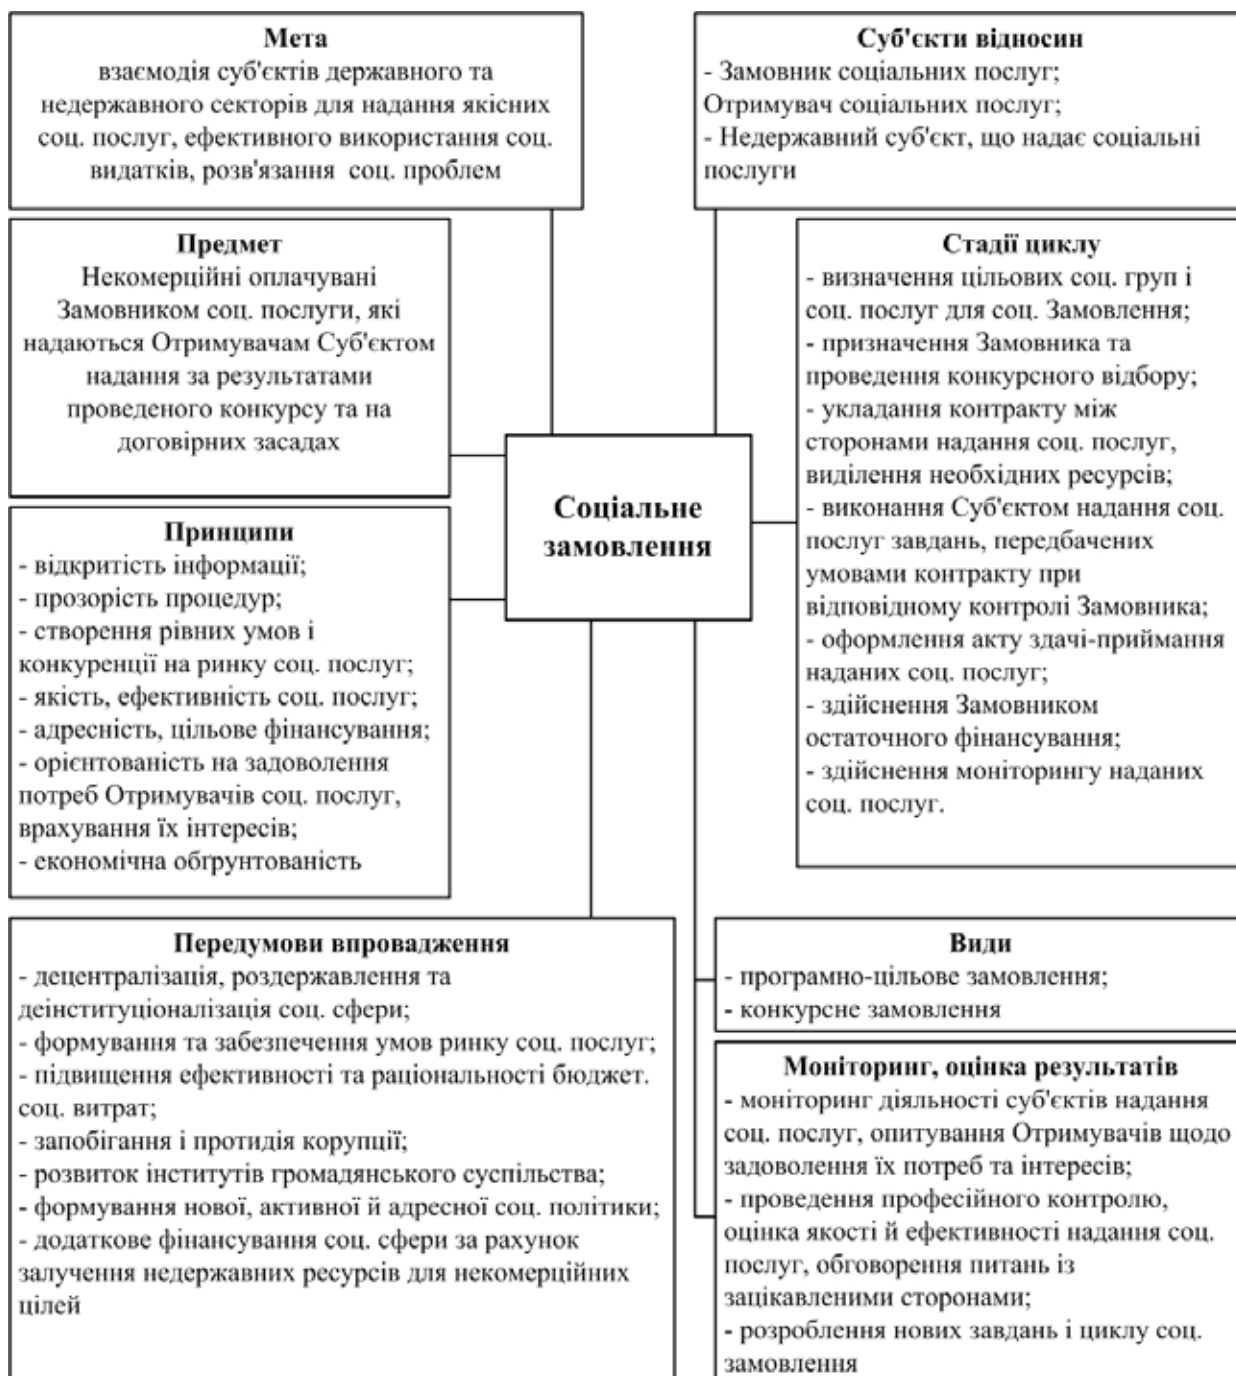 Мета
взаємодія суб'єктів державного та
недержавного секторів для надання якісних
соц. послуг, ефективного використання соц.
видатків, розв'язання соц. проблем
Суб'єкти відносин
- Замовник соціальних послуг;
Отримувач соціальних послуг;
- Недержавний суб'єкт, що надає соціальні
послуги
Предмет
Некомерційні оплачувані
Замовником соц. послуги, які
надаються Отримувачам Суб'єктом
надання за результатами
проведеного конкурсу та на
договірних засадах
Стадії циклу
- визначення цільових соц. груп і
соц. послуг для соц. Замовлення;
- призначення Замовника та
проведення конкурсного відбору;
- укладання контракту між
сторонами надання соц. послуг,
виділення необхідних ресурсів;
- виконання Суб'єктом надання соц.
послуг завдань, передбачених
умовами контракту при
відповідному контролі Замовника;
- оформлення акту здачі-приймання
наданих соц. послуг;
- здійснення Замовником
остаточного фінансування;
- здійснення моніторингу наданих
соц. послуг.
Соціальне
замовлення
Принципи
- відкритість інформації;
- прозорість процедур;
- створення рівних умов і
конкуренції на ринку соц. послуг;
- якість, ефективність соц. послуг;
- адресність, цільове фінансування;
- орієнтованість на задоволення
потреб Отримувачів соц. послуг,
врахування їх інтересів;
- економічна обґрунтованість
Передумови впровадження
- децентралізація, роздержавлення та
деінституціоналізація соц. сфери;
- формування та забезпечення умов ринку соц. послуг;
- підвищення ефективності та раціональності бюджет.
соц. витрат;
- запобігання і протидія корупції;
- розвиток інститутів громадянського суспільства;
- формування нової, активної й адресної соц. політики;
- додаткове фінансування соц. сфери за рахунок
залучення недержавних ресурсів для некомерційних
цілей
Види
- програмно-цільове замовлення;
- конкурсне замовлення
Моніторинг, оцінка результатів
- моніторинг діяльності суб'єктів надання
соц. послуг, опитування Отримувачів щодо
задоволення їх потреб та інтересів;
- проведення професійного контролю,
оцінка якості й ефективності надання соц.
послуг, обговорення питань із
зацікавленими сторонами;
- розроблення нових завдань і циклу соц.
замовлення